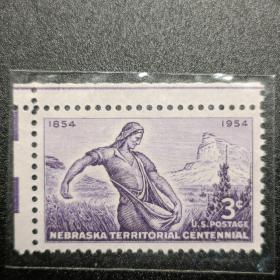 1854 1954
3¢
U.S. POSTAGE
NEBRASKA TERRITORIAL CENTENNIAL